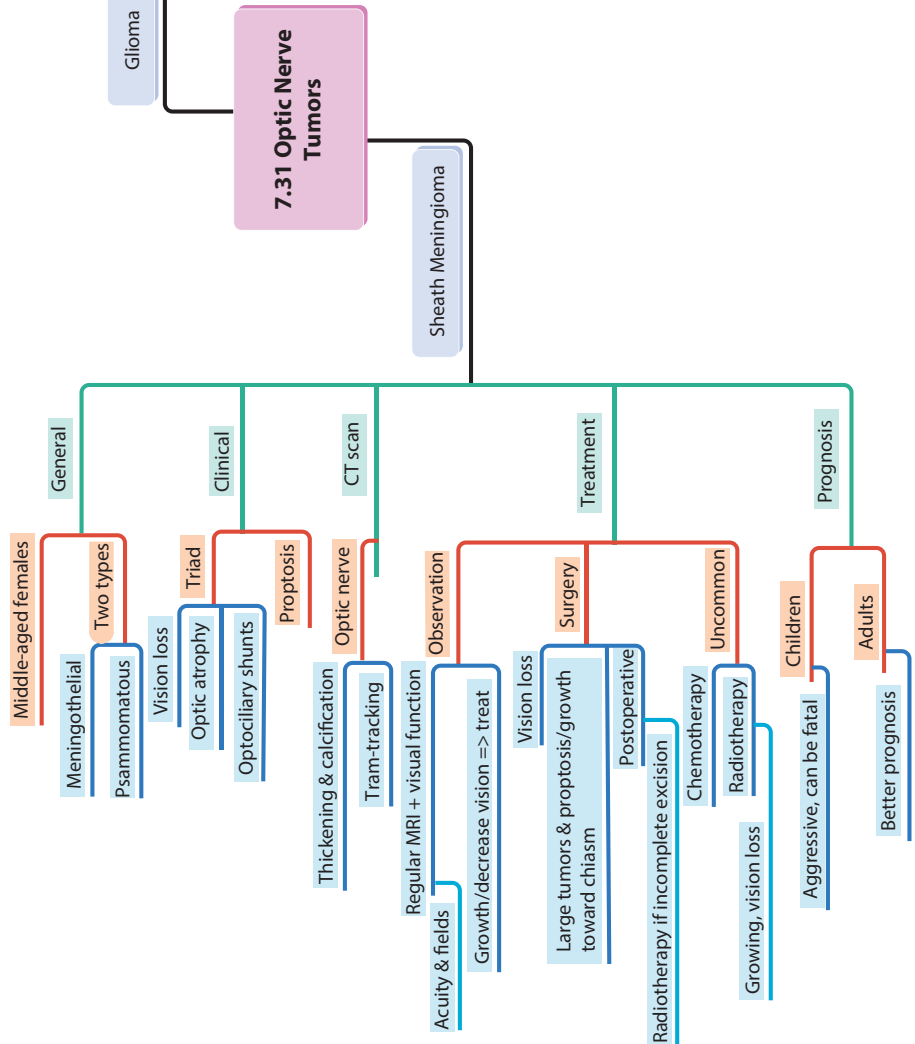 Glioma
7.31 Optic Nerve
Tumors
Sheath Meningioma
General
Middle-aged females
Two types
Meningothelial
Psammomatous
Clinical
Triad
Vision loss
Optic atrophy
Optociliary shunts
Proptosis
CT scan
Optic nerve
Thickening & calcification
Tram-tracking
Treatment
Observation
Regular MRI + visual function
Acuity & fields
Growth/decrease vision => treat
Surgery
Vision loss
Large tumors & proptosis/growth
toward chiasm
Postoperative
Radiotherapy if incomplete excision
Uncommon
Chemotherapy
Radiotherapy
Growing, vision loss
Prognosis
Children
Aggressive, can be fatal
Adults
Better prognosis